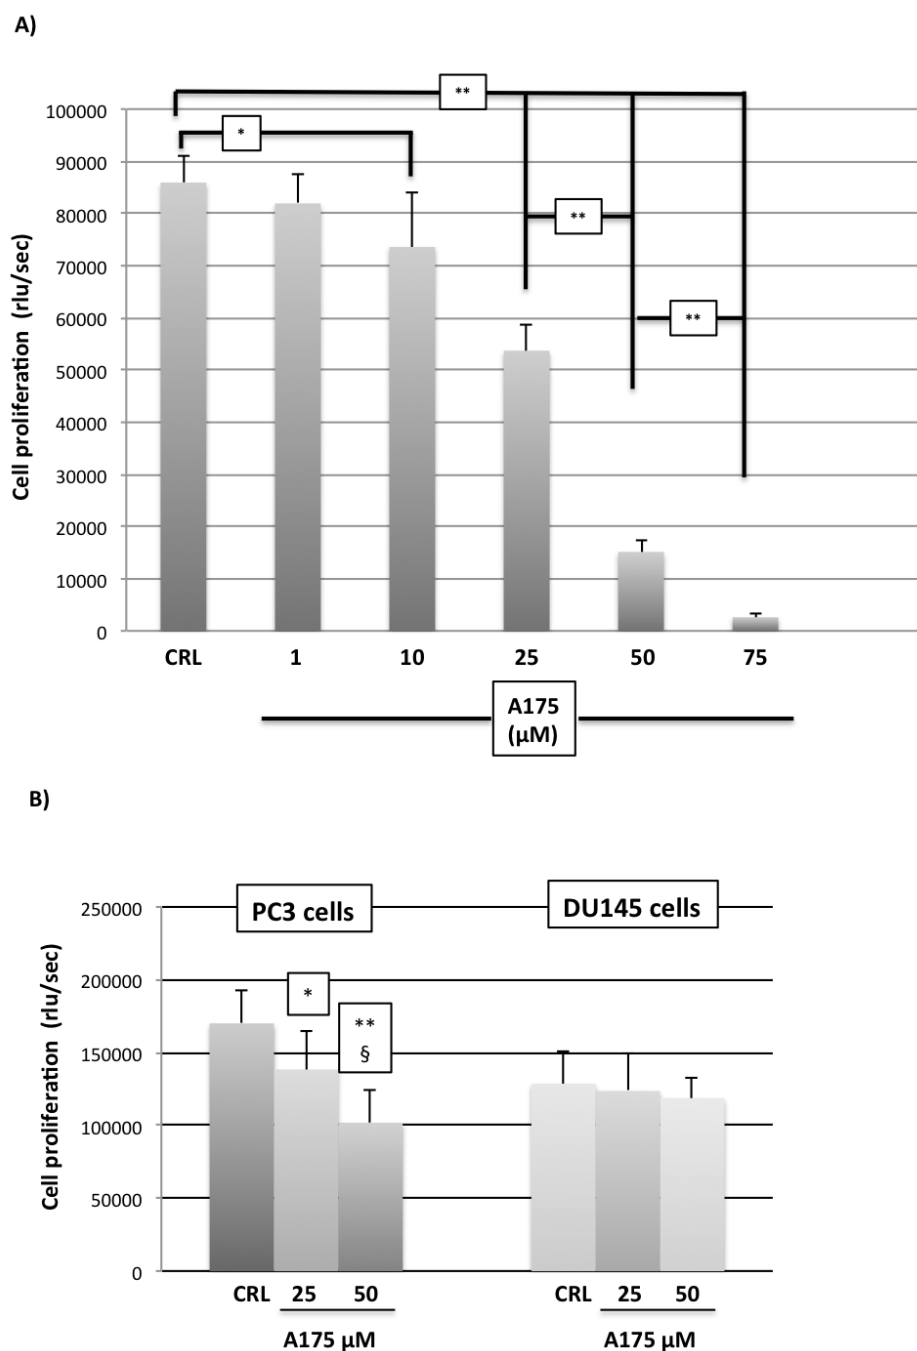 A)
**
100000
*
90000
80000
**
70000
60000
**
50000
40000
30000
20000
10000
0
Cell proliferation (rlu/sec)
CRL 1 10 25 50 75
A175
(µM)
B)
250000
PC3 cells DU145 cells
200000
*
**
§
150000
100000
50000
0
Cell proliferation (rlu/sec)
CRL 25 50 CRL 25 50
A175 µM A175 µM